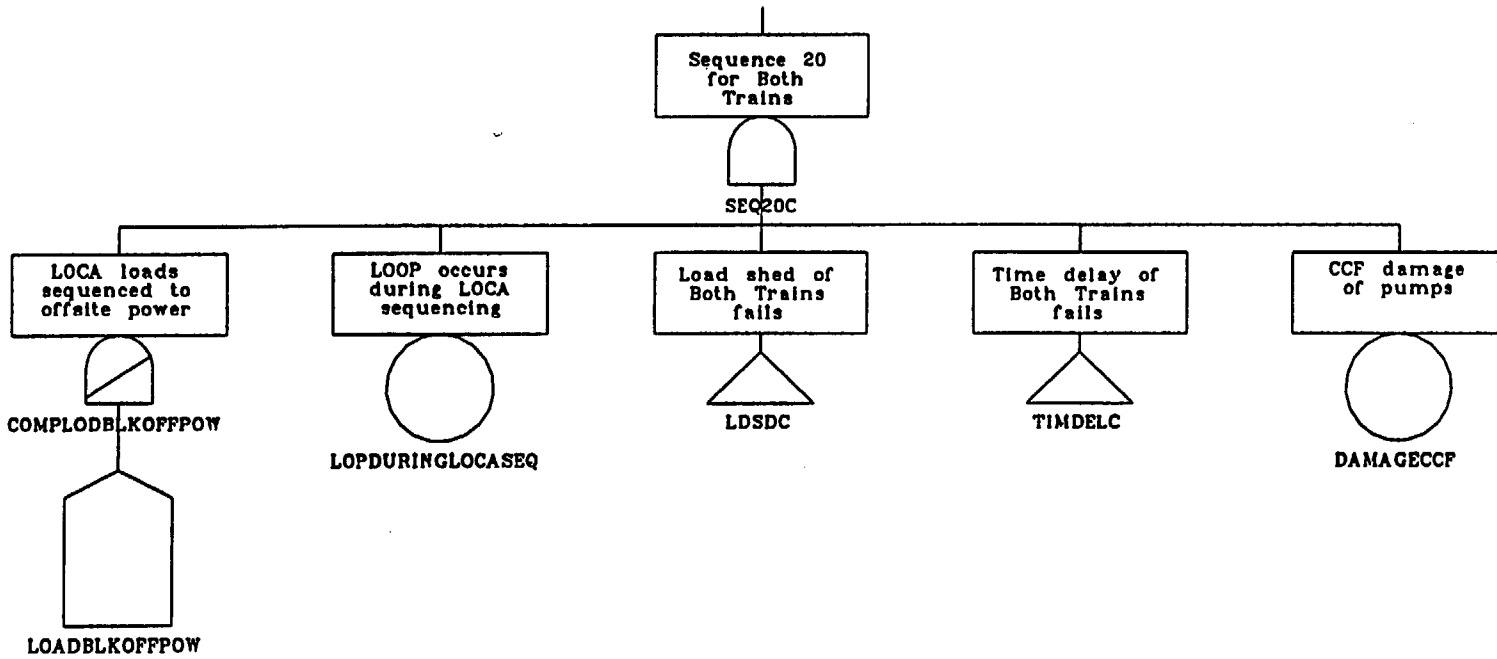 Sequence 20
for Both
Trains
SEQ20C
LOCA loads
sequenced to
offsite power
COMPLODBLKOFFPOW
LOADBLKOFFPOW
LOOP occurs
during LOCA
sequencing
LOPDURINGLOCASEQ
Load shed of
Both Trains
fails
LDSDC
Time delay of
Both Trains
fails
TIMDELC
CCF damage
of pumps
DAMAGECCF